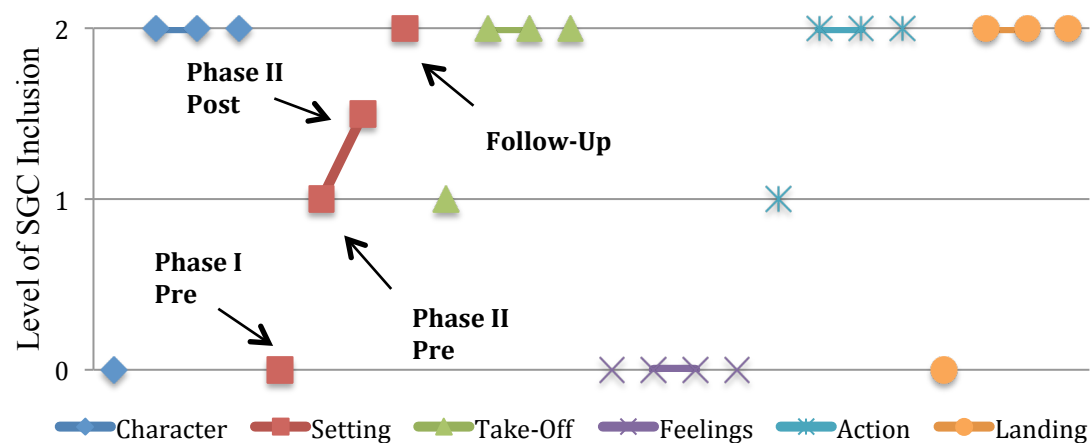 2
Phase II
Post
Follow-Up
1
Phase I
Pre
Phase II
Pre
0
Level of SGC Inclusion
Character Setting Take-Off Feelings Action Landing